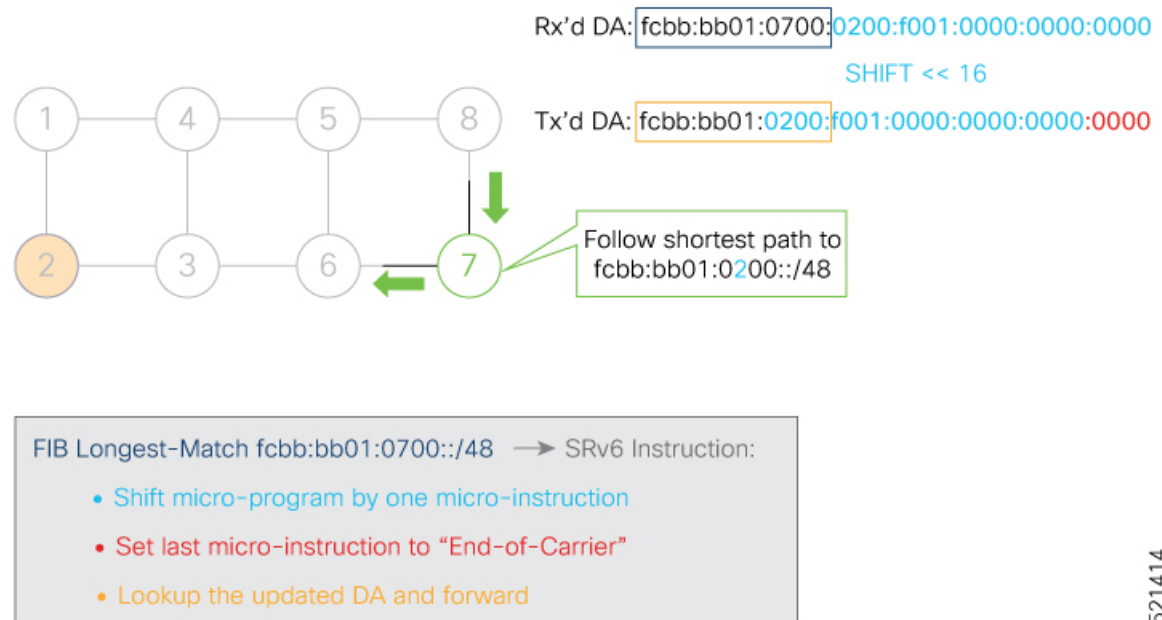 Rx'd DA: fcbb:bb01:0700:0200:f001:0000:0000:0000
SHIFT << 16
Tx'd DA: fcbb:bb01:0200:f001:0000:0000:0000:0000
1
4
5
8
2
3
6
7
Follow shortest path to
fcbb:bb01:0200::/48
FIB Longest-Match fcbb:bb01:0700::/48 → SRv6 Instruction:
• Shift micro-program by one micro-instruction
• Set last micro-instruction to “End-of-Carrier”
• Lookup the updated DA and forward
521414